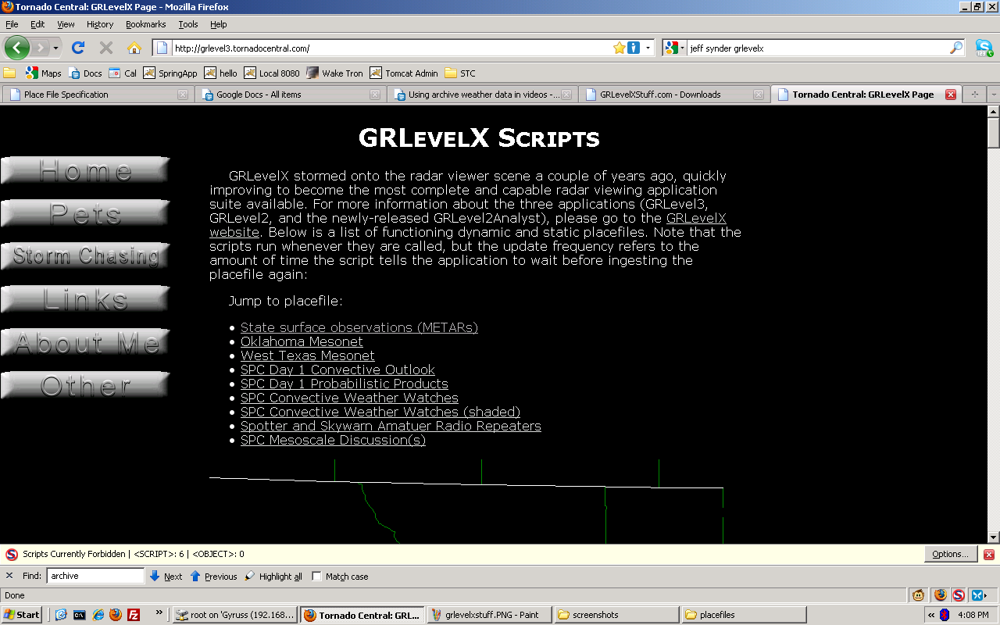 Tornado Central: GRLevelX Page - Mozilla Firefox
File Edit View History Bookmarks Tools Help
http://grlevel3.tornadocentral.com/ jeff synder grlevelx
Maps Docs Cal SpringApp hello Local 8080 Wake Tron Tomcat Admin STC
Place File Specification Google Docs - All items Using archive weather data in videos -... GRLevelXStuff.com - Downloads Tornado Central: GRLevelX Page
GRLevelX Scripts
Home
Pets
Storm Chasing
Links
About Me
Other
GRLevelX stormed onto the radar viewer scene a couple of years ago, quickly
improving to become the most complete and capable radar viewing application
suite available. For more information about the three applications (GRLevel3,
GRLevel2, and the newly-released GRLevel2Analyst), please go to the GRLevelX
website. Below is a list of functioning dynamic and static placefiles. Note that the
scripts run whenever they are called, but the update frequency refers to the
amount of time the script tells the application to wait before ingesting the
placefile again:
Jump to placefile:
State surface observations (METARs)
Oklahoma Mesonet
West Texas Mesonet
SPC Day 1 Convective Outlook
SPC Day 1 Probabilistic Products
SPC Convective Weather Watches
SPC Convective Weather Watches (shaded)
Spotter and Skywarn Amatuer Radio Repeaters
SPC Mesoscale Discussion(s)
Scripts Currently Forbidden | <SCRIPT>: 6 | <OBJECT>: 0 Options...
Find: archive Next Previous Highlight all Match case
Done
Start root on 'Gyruss (192.168... Tornado Central: GRL... grlevelxstuff.PNG - Paint screenshots placefiles 4:08 PM